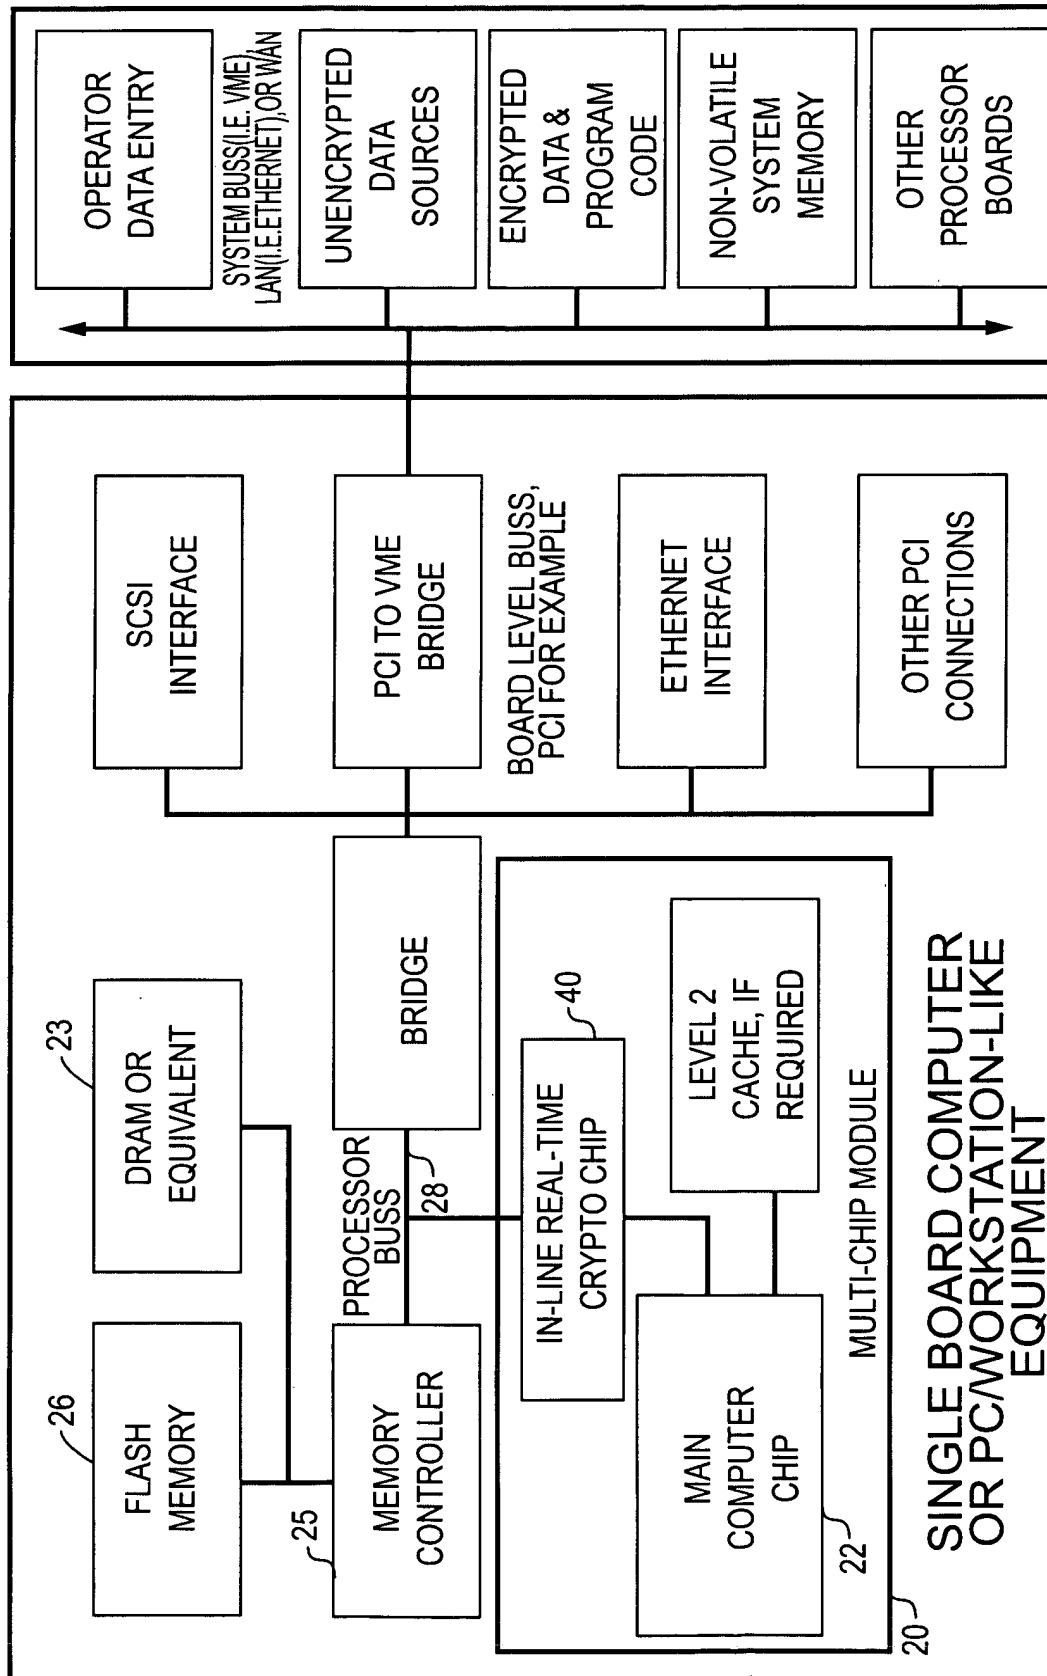 26
FLASH
MEMORY
23
DRAM OR
EQUIVALENT
SCSI
INTERFACE
OPERATOR
DATA ENTRY
SYSTEM BUSS(I.E. VME),
LAN(I.E.ETHERNET),OR WAN
25
MEMORY
CONTROLLER
PROCESSOR
BUSS
28
BRIDGE
PCI TO VME
BRIDGE
UNENCRYPTED
DATA
SOURCES
BOARD LEVEL BUSS,
PCI FOR EXAMPLE
ENCRYPTED
DATA &
PROGRAM
CODE
IN-LINE REAL-TIME
CRYPTO CHIP
40
ETHERNET
INTERFACE
NON-VOLATILE
SYSTEM
MEMORY
MAIN
COMPUTER
CHIP
22
LEVEL 2
CACHE, IF
REQUIRED
MULTI-CHIP MODULE
20
OTHER PCI
CONNECTIONS
OTHER
PROCESSOR
BOARDS
SINGLE BOARD COMPUTER
OR PC/WORKSTATION-LIKE
EQUIPMENT